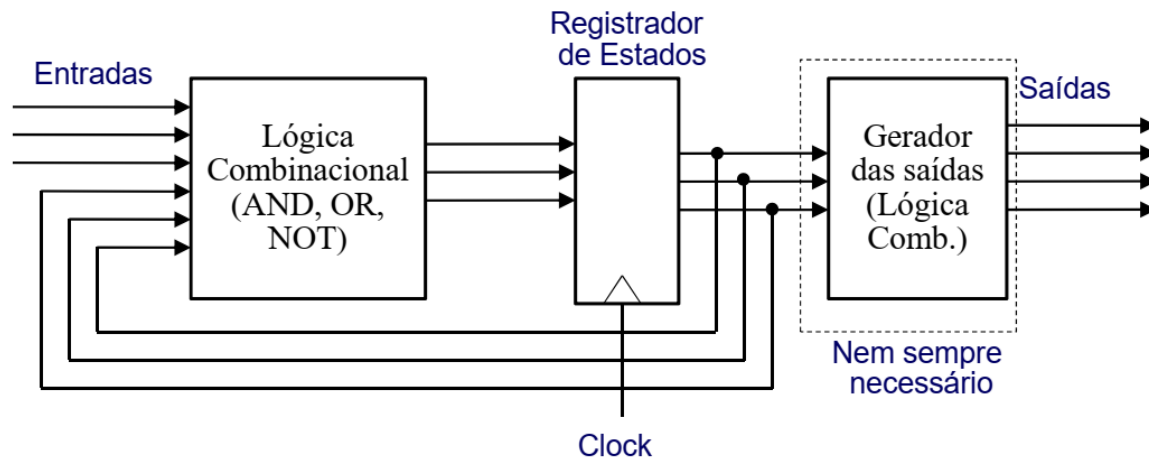 Entradas
Lógica
Combinacional
(AND, OR,
NOT)
Registrador
de Estados
Clock
Gerador
das saídas
(Lógica
Comb.)
Nem sempre
necessário
Saídas